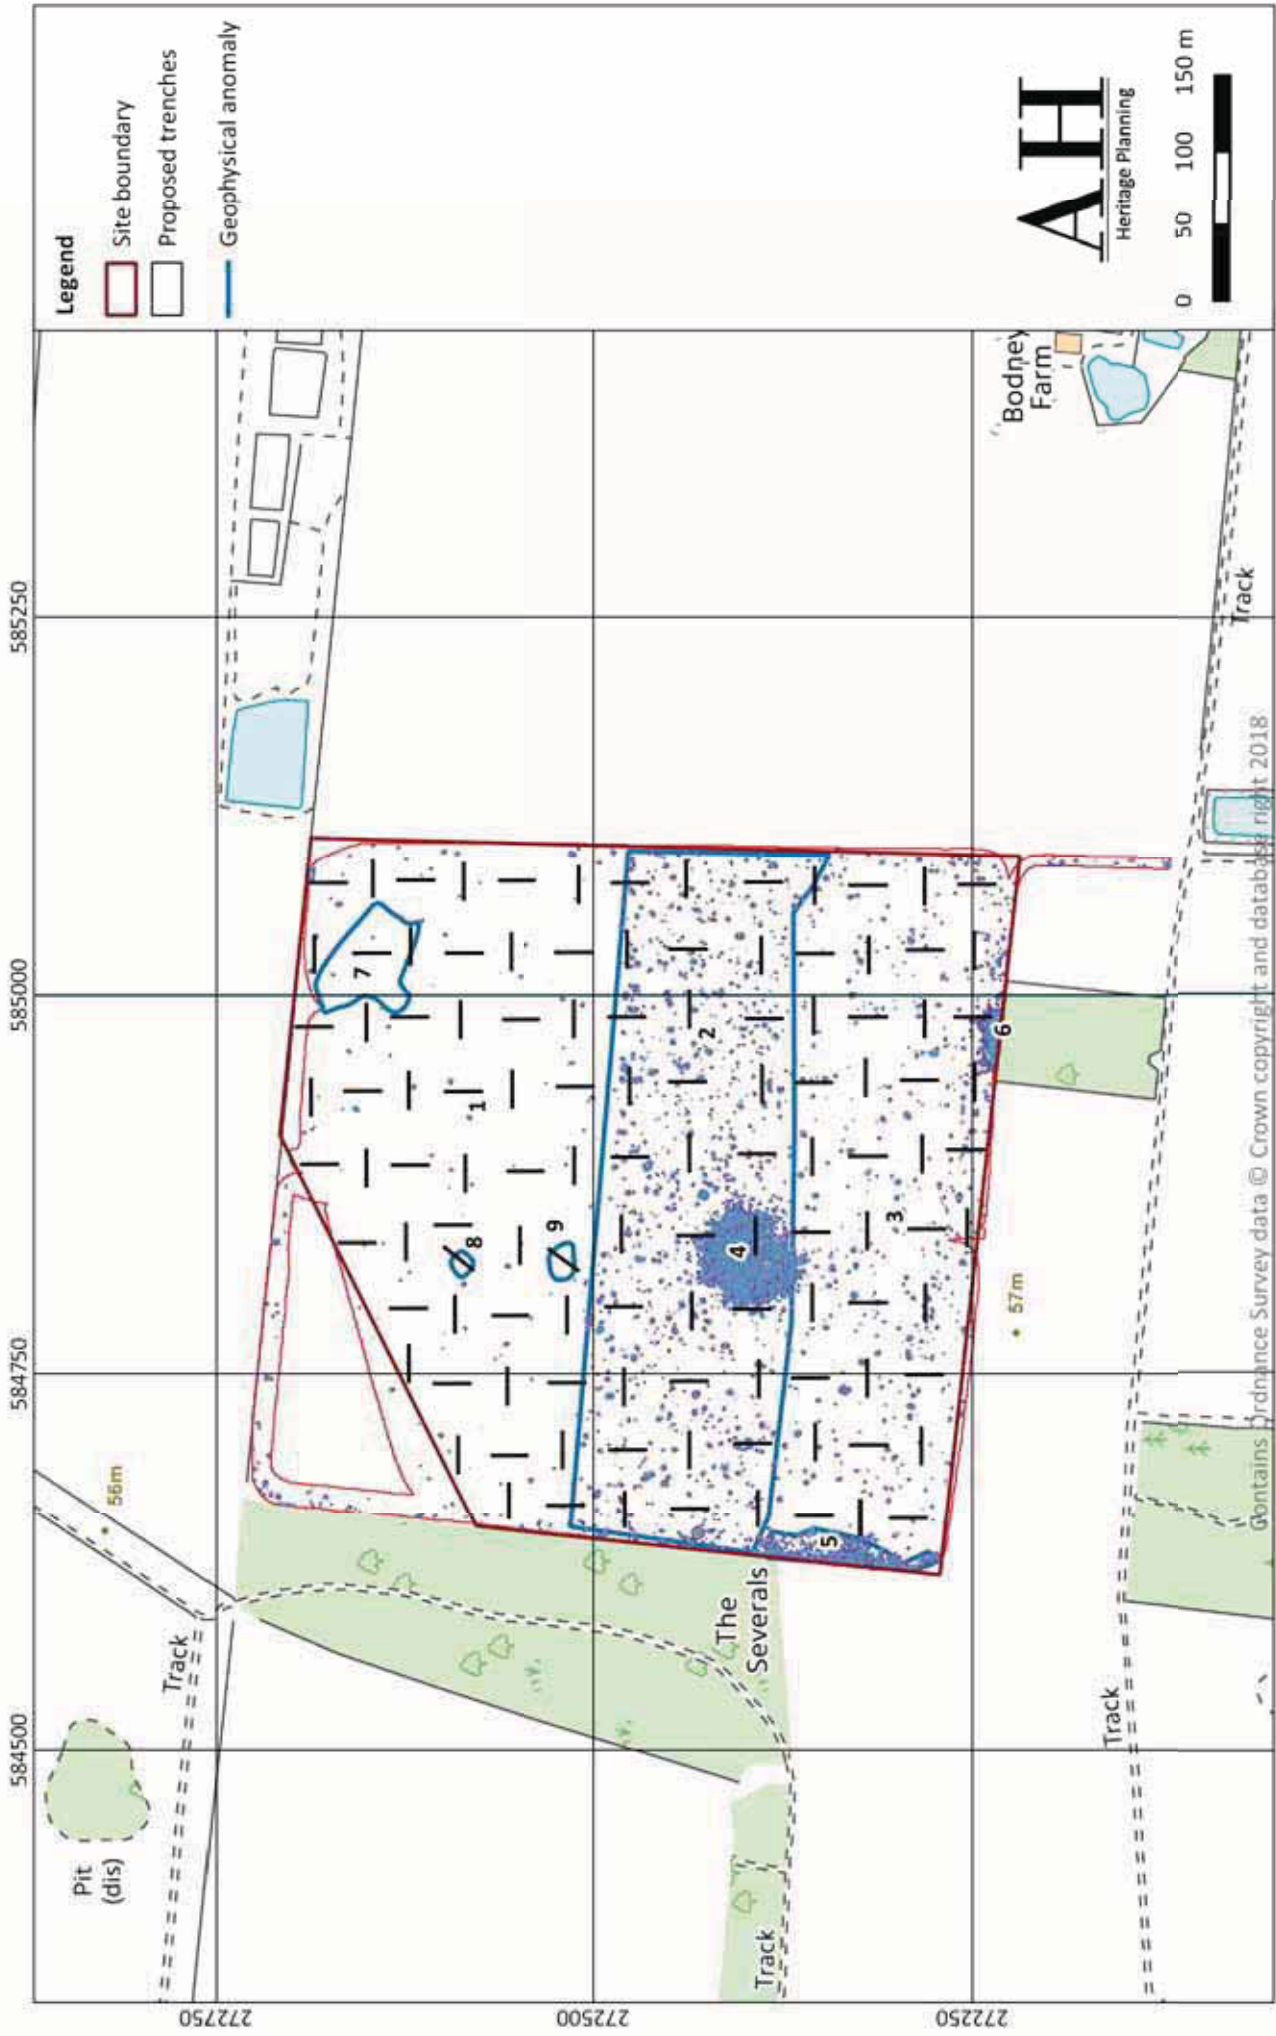 Legend
Site boundary
Proposed trenches
Geophysical anomaly
AH
Heritage Planning
0 50 100 150 m
584500
584750
585000
585250
272750
272500
272250
Pit
(dis)
Track
56m
The
Severals
Track
Track
57m
Track
Bodney
Farm
1
2
3
4
5
6
7
8
9
Contains Ordnance Survey data © Crown copyright and database right 2018